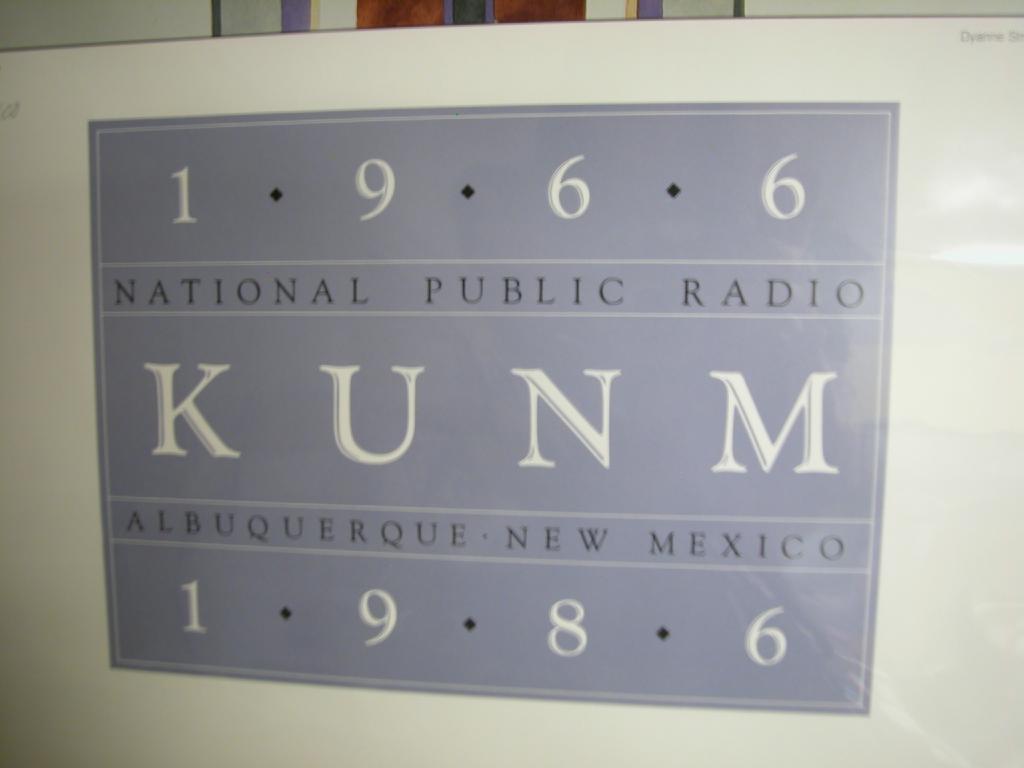 1 ◆ 9 ◆ 6 ◆ 6
NATIONAL PUBLIC RADIO
KUNM
ALBUQUERQUE · NEW MEXICO
1 ◆ 9 ◆ 8 ◆ 6